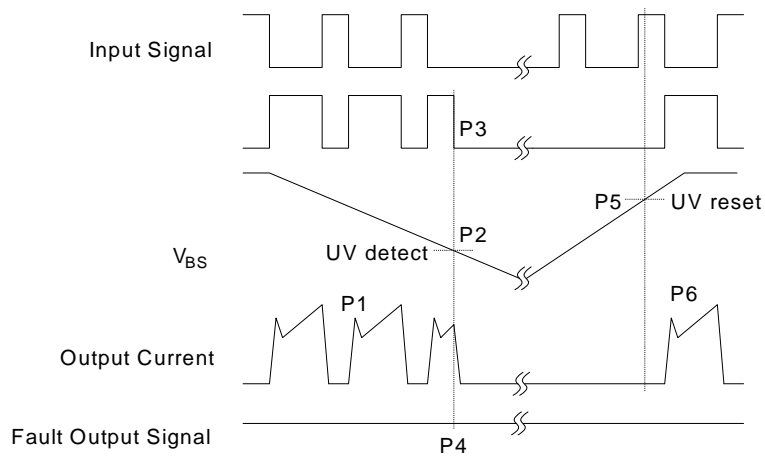 Input Signal
P3
P5
UV reset
P2
UV detect
VBS
P1
P6
Output Current
Fault Output Signal
P4